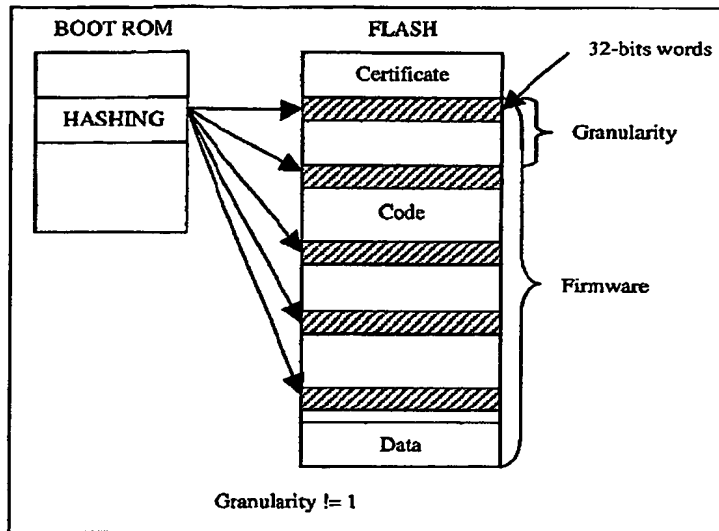 BOOT ROM
FLASH
32-bits words
Certificate
HASHING
Granularity
Code
Firmware
Data
Granularity != 1